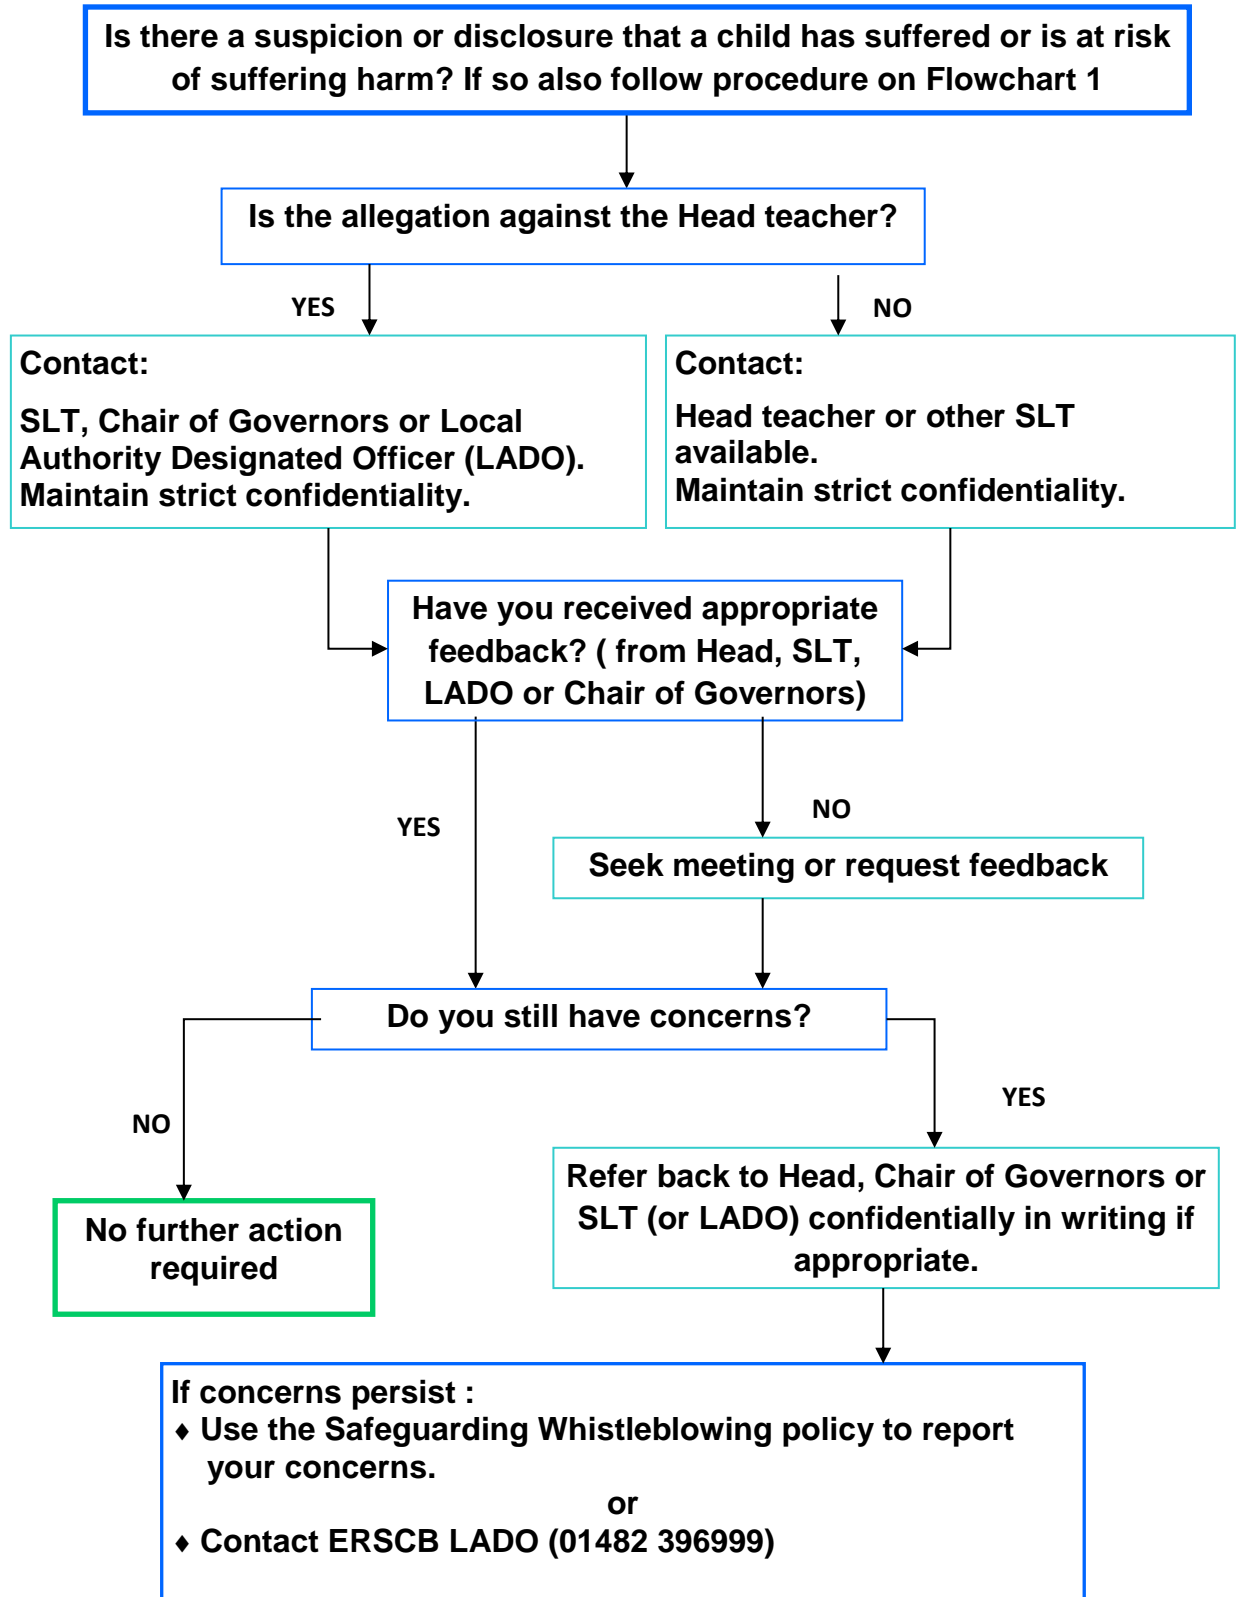 Is there a suspicion or disclosure that a child has suffered or is at risk
of suffering harm? If so also follow procedure on Flowchart 1
Is the allegation against the Head teacher?
YES
NO
Contact:
SLT, Chair of Governors or Local
Authority Designated Officer (LADO).
Maintain strict confidentiality.
Contact:
Head teacher or other SLT
available.
Maintain strict confidentiality.
Have you received appropriate
feedback? ( from Head, SLT,
LADO or Chair of Governors)
YES
NO
Seek meeting or request feedback
Do you still have concerns?
NO
YES
No further action
required
Refer back to Head, Chair of Governors or
SLT (or LADO) confidentially in writing if
appropriate.
If concerns persist :
♦ Use the Safeguarding Whistleblowing policy to report
your concerns.
or
♦ Contact ERSCB LADO (01482 396999)